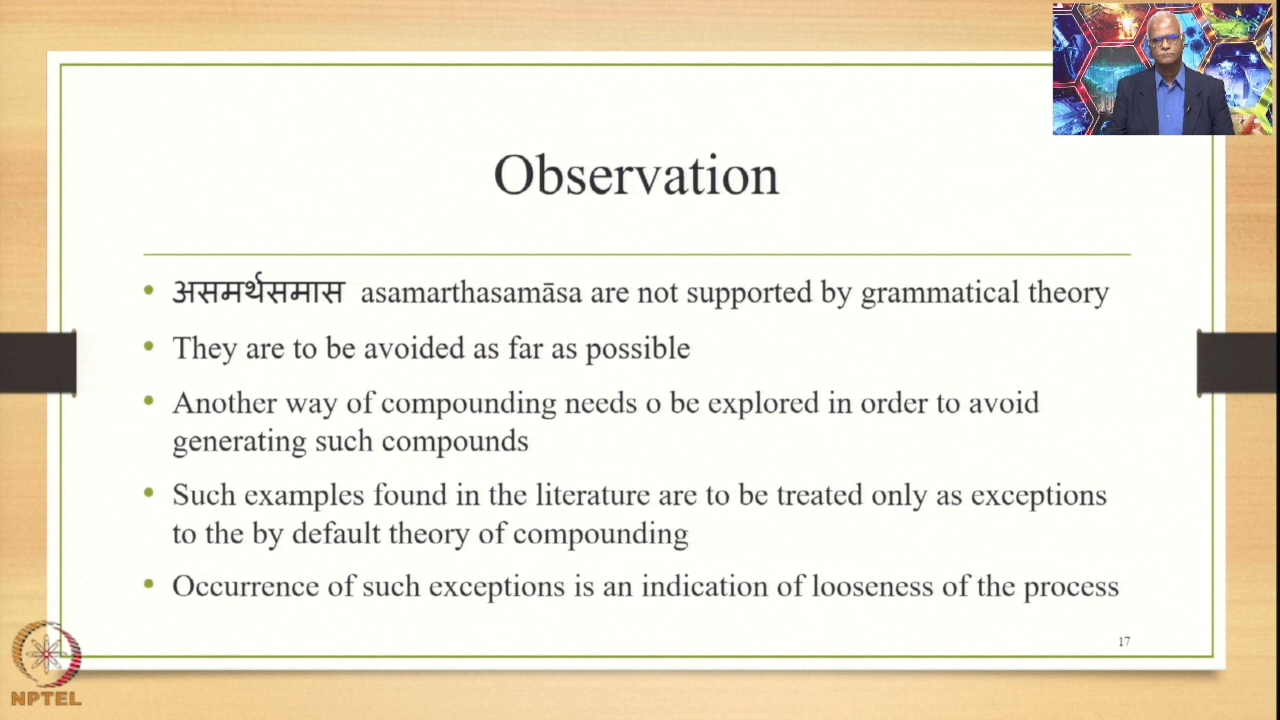 Observation
असमर्थसमास asamarthasamāsa are not supported by grammatical theory
They are to be avoided as far as possible
Another way of compounding needs o be explored in order to avoid
generating such compounds
Such examples found in the literature are to be treated only as exceptions
to the by default theory of compounding
Occurrence of such exceptions is an indication of looseness of the process
17
NPTEL